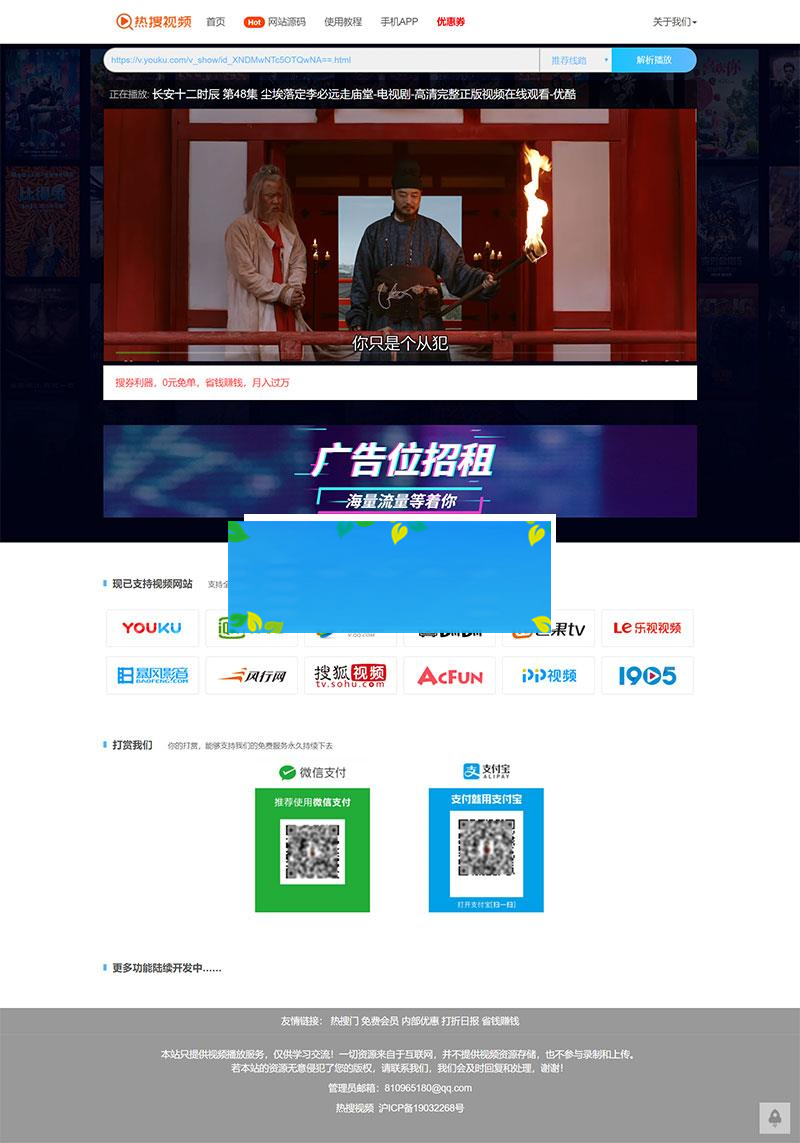 热搜视频 首页 Hot 网站源码 使用教程 手机APP 优惠券 关于我们
https://v.youku.com/v_show/id_XNDMwNTc5OTQwNA==.html 推荐线路 解析播放
正在播放: 长安十二时辰 第48集 尘埃落定李必远走庙堂-电视剧-高清完整正版视频在线观看-优酷
你只是个从犯
搜券利器，0元免单，省钱赚钱，月入过万
广告位招租
海量流量等着你
现已支持视频网站
YOUKU Le 乐视视频
暴风影音 BAOFENG.COM 风行网 搜狐视频 tv.sohu.com AcFun PP视频 1905
打赏我们 你的打赏，能够支持我们的免费服务永久持续下去
微信支付 支付宝 ALIPAY
推荐使用微信支付 支付就用支付宝
打开支付宝[扫一扫]
更多功能陆续开发中......
友情链接： 热搜门 免费会员 内部优惠 打折日报 省钱赚钱
本站只提供视频播放服务，仅供学习交流！一切资源来自于互联网，并不提供视频资源存储，也不参与录制和上传。
若本站的资源无意侵犯了您的版权，请联系我们，我们会及时回复和处理，谢谢！
管理员邮箱：810965180@qq.com
热搜视频 沪ICP备19032268号